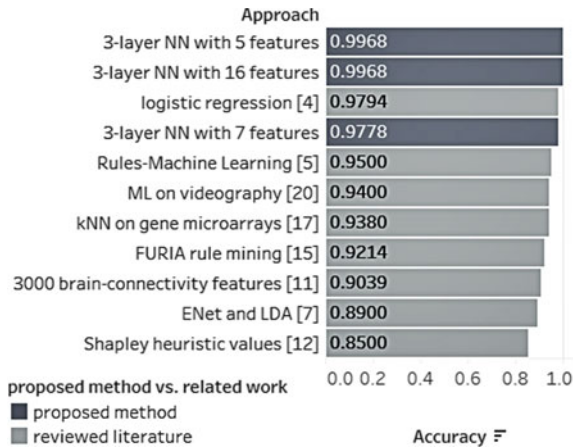 Approach
3-layer NN with 5 features 0.9968
3-layer NN with 16 features 0.9968
logistic regression [4] 0.9794
3-layer NN with 7 features 0.9778
Rules-Machine Learning [5] 0.9500
ML on videography [20] 0.9400
kNN on gene microarrays [17] 0.9380
FURIA rule mining [15] 0.9214
3000 brain-connectivity features [11] 0.9039
ENet and LDA [7] 0.8900
Shapley heuristic values [12] 0.8500
0.0 0.2 0.4 0.6 0.8 1.0
proposed method vs. related work
proposed method
reviewed literature
Accuracy